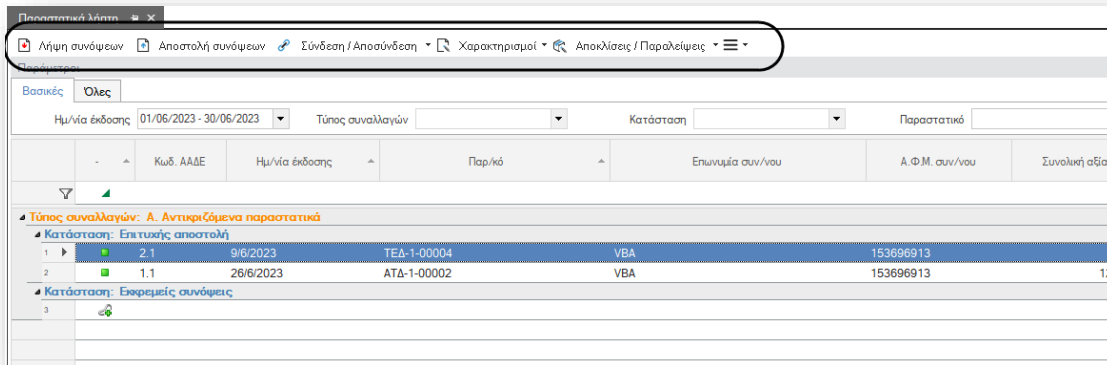 Παραστατικά λήπτη
Λήψη συνόψεων Αποστολή συνόψεων Σύνδεση / Αποσύνδεση Χαρακτηρισμοί Αποκλίσεις / Παραλείψεις
Παράμετροι
Βασικές Όλες
Ημ/νία έκδοσης 01/06/2023 - 30/06/2023 Τύπος συναλλαγών Κατάσταση Παραστατικό
- Κωδ. ΑΑΔΕ Ημ/νία έκδοσης Παρ/κό Επωνυμία συν/νου Α.Φ.Μ. συν/νου Συνολική αξία
Τύπος συναλλαγών: Α. Αντικριζόμενα παραστατικά
Κατάσταση: Επιτυχής αποστολή
1 2.1 9/6/2023 ΤΕΔ-1-00004 VBA 153696913
2 1.1 26/6/2023 ΑΤΔ-1-00002 VBA 153696913
Κατάσταση: Εκκρεμείς συνόψεις
3